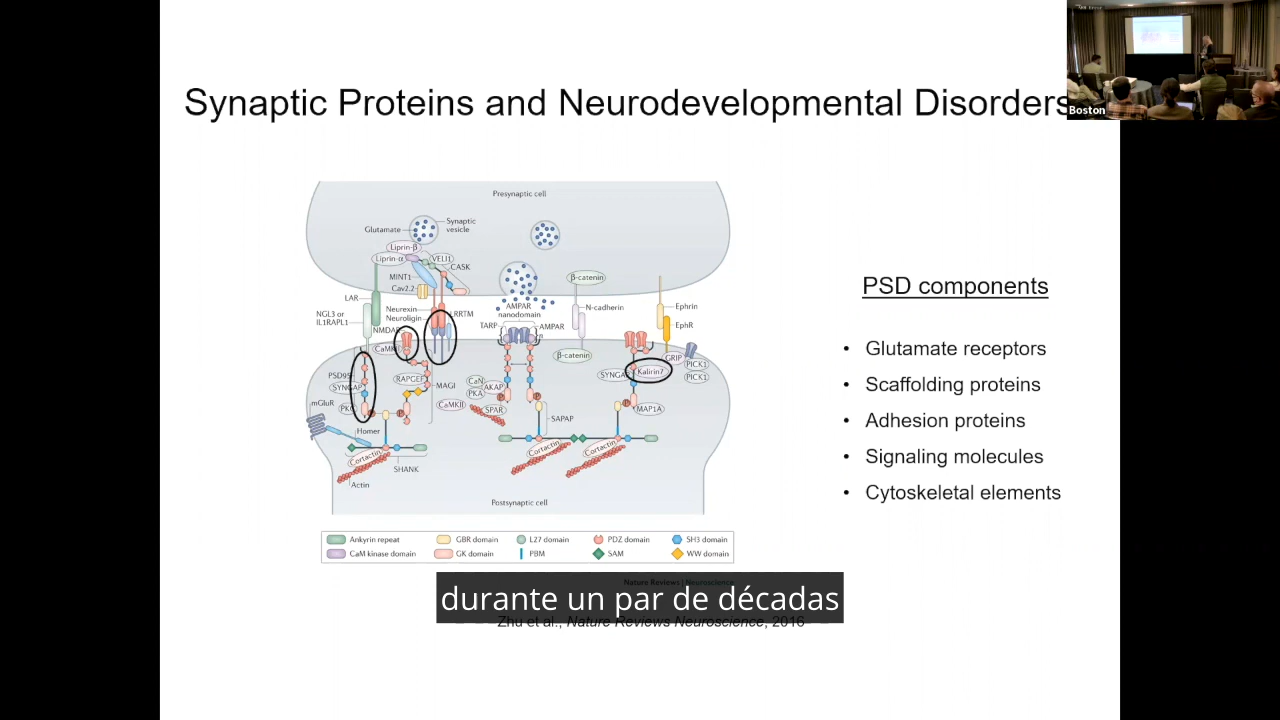 Synaptic Proteins and Neurodevelopmental Disorders
Boston
Presynaptic cell
Glutamate
Synaptic
vesicle
Liprin-β
Liprin-α
VELI1
CASK
MINT1
Cav2.2
β-catenin
LAR
NGL3 or
IL1RAPL1
Neurexin
Neuroligin
LRRTM
AMPAR
nanodomain
N-cadherin
Ephrin
NMDAR
TARP
AMPAR
EphR
CaMKII
β-catenin
GRIP
PICK1
PICK1
PSD95
SYNGAP
RAPGEF
MAGI
CaN
PKA
AKAP
SYNGAP
Kalirin7
mGluR
PKC
CaMKII
SPAR
SAPAP
MAP1A
Homer
Cortactin
SHANK
Cortactin
Cortactin
Actin
Postsynaptic cell
Ankyrin repeat
GBR domain
L27 domain
PDZ domain
SH3 domain
CaM kinase domain
GK domain
PBM
SAM
WW domain
Nature Reviews | Neuroscience
Zhu et al., Nature Reviews Neuroscience, 2016
PSD components
• Glutamate receptors
• Scaffolding proteins
• Adhesion proteins
• Signaling molecules
• Cytoskeletal elements
durante un par de décadas